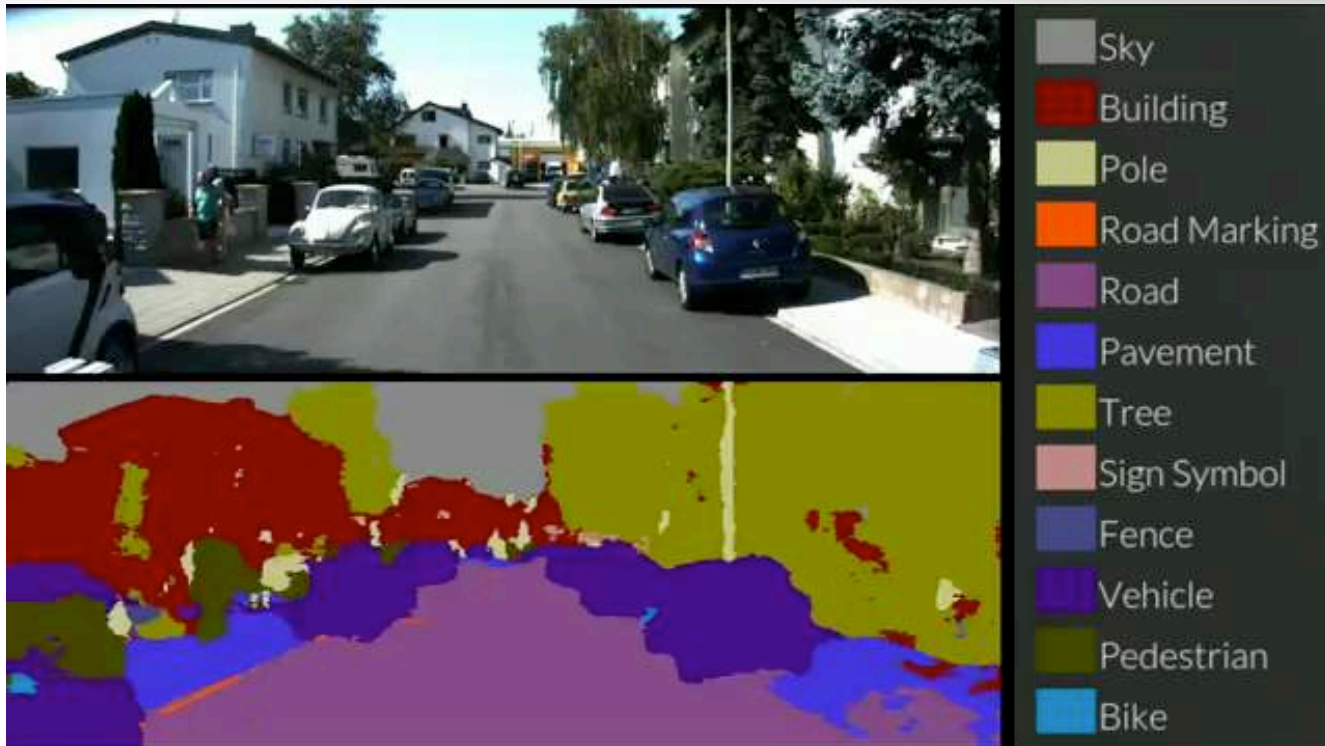 Sky
Building
Pole
Road Marking
Road
Pavement
Tree
Sign Symbol
Fence
Vehicle
Pedestrian
Bike